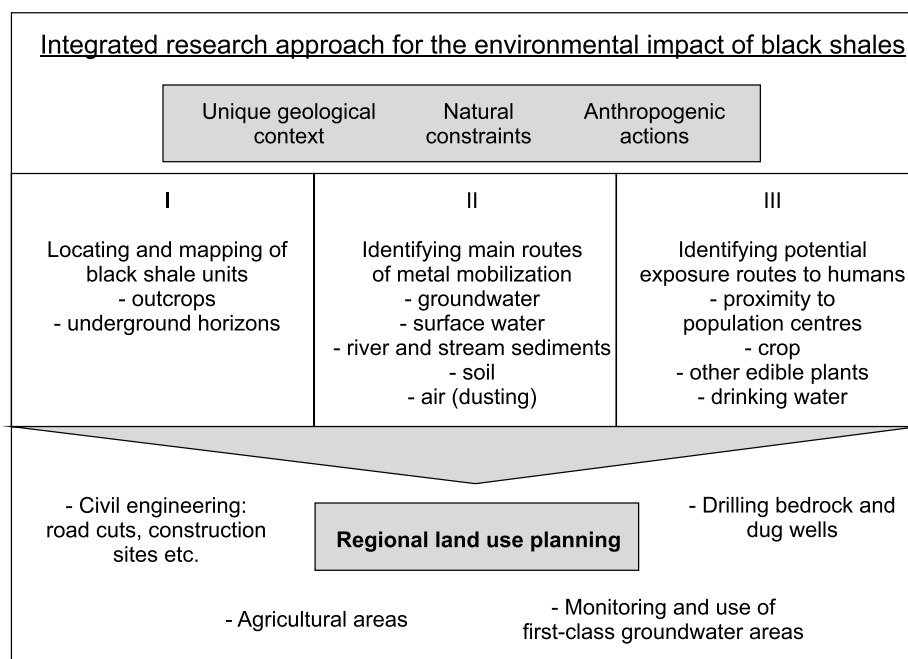 Integrated research approach for the environmental impact of black shales
Unique geological
context
Natural
constraints
Anthropogenic
actions
I
Locating and mapping of
black shale units
- outcrops
- underground horizons
II
Identifying main routes
of metal mobilization
- groundwater
- surface water
- river and stream sediments
- soil
- air (dusting)
III
Identifying potential
exposure routes to humans
- proximity to
population centres
- crop
- other edible plants
- drinking water
- Civil engineering:
road cuts, construction
sites etc.
Regional land use planning
- Drilling bedrock and
dug wells
- Agricultural areas
- Monitoring and use of
first-class groundwater areas